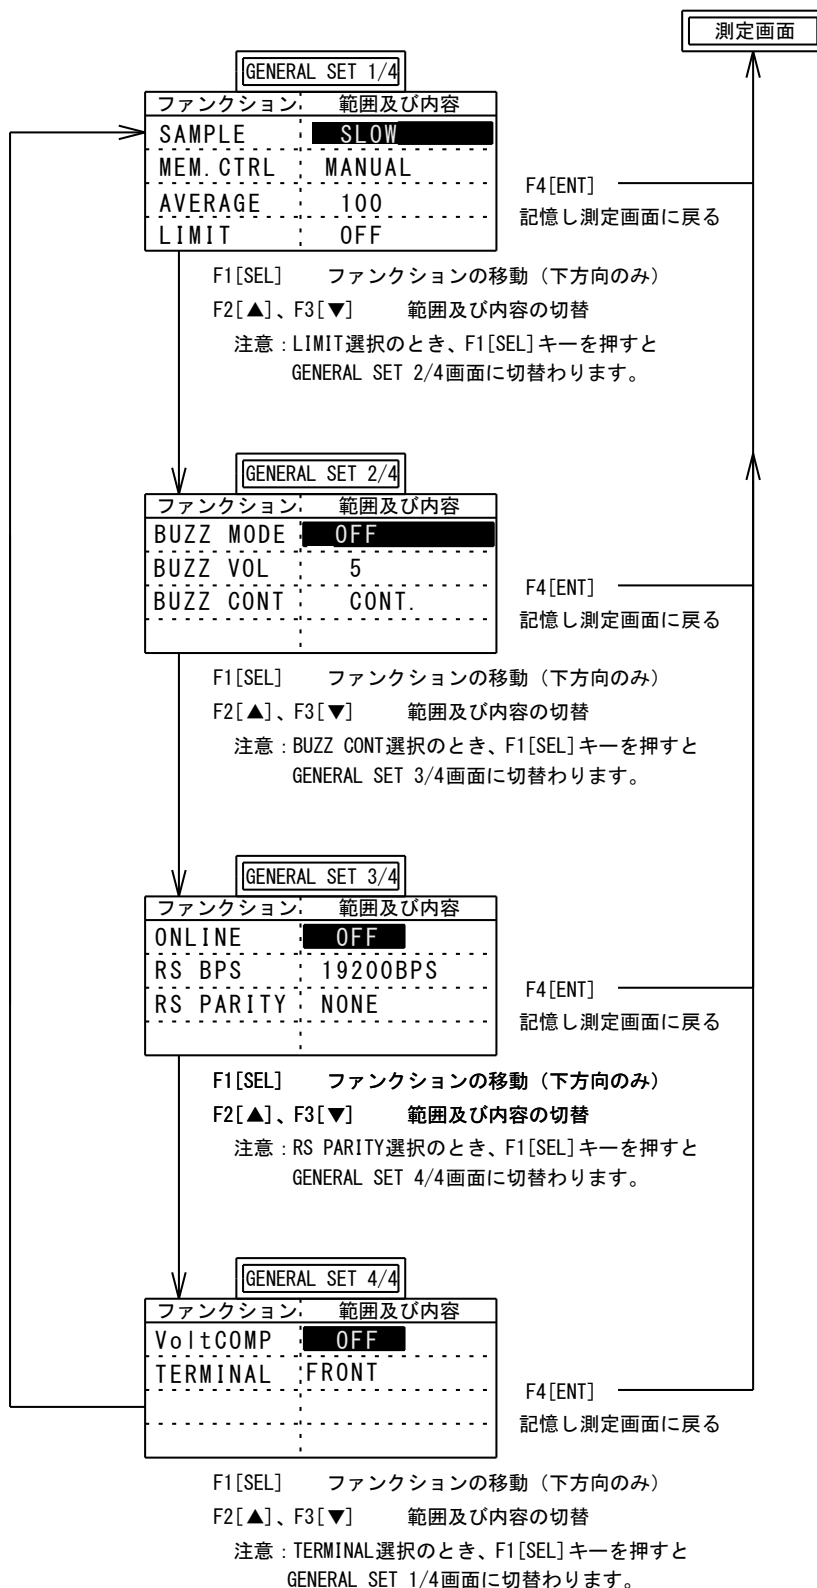 測定画面
GENERAL SET 1/4
ファンクション 範囲及び内容
SAMPLE SLOW
MEM.CTRL MANUAL
AVERAGE 100
LIMIT OFF
F4[ENT]
記憶し測定画面に戻る
F1[SEL] ファンクションの移動（下方向のみ）
F2[▲]、F3[▼] 範囲及び内容の切替
注意：LIMIT選択のとき、F1[SEL]キーを押すと
GENERAL SET 2/4画面に切替わります。
GENERAL SET 2/4
ファンクション 範囲及び内容
BUZZ MODE OFF
BUZZ VOL 5
BUZZ CONT CONT.
F4[ENT]
記憶し測定画面に戻る
F1[SEL] ファンクションの移動（下方向のみ）
F2[▲]、F3[▼] 範囲及び内容の切替
注意：BUZZ CONT選択のとき、F1[SEL]キーを押すと
GENERAL SET 3/4画面に切替わります。
GENERAL SET 3/4
ファンクション 範囲及び内容
ONLINE OFF
RS BPS 19200BPS
RS PARITY NONE
F4[ENT]
記憶し測定画面に戻る
F1[SEL] ファンクションの移動（下方向のみ）
F2[▲]、F3[▼] 範囲及び内容の切替
注意：RS PARITY選択のとき、F1[SEL]キーを押すと
GENERAL SET 4/4画面に切替わります。
GENERAL SET 4/4
ファンクション 範囲及び内容
VoltCOMP OFF
TERMINAL FRONT
F4[ENT]
記憶し測定画面に戻る
F1[SEL] ファンクションの移動（下方向のみ）
F2[▲]、F3[▼] 範囲及び内容の切替
注意：TERMINAL選択のとき、F1[SEL]キーを押すと
GENERAL SET 1/4画面に切替わります。